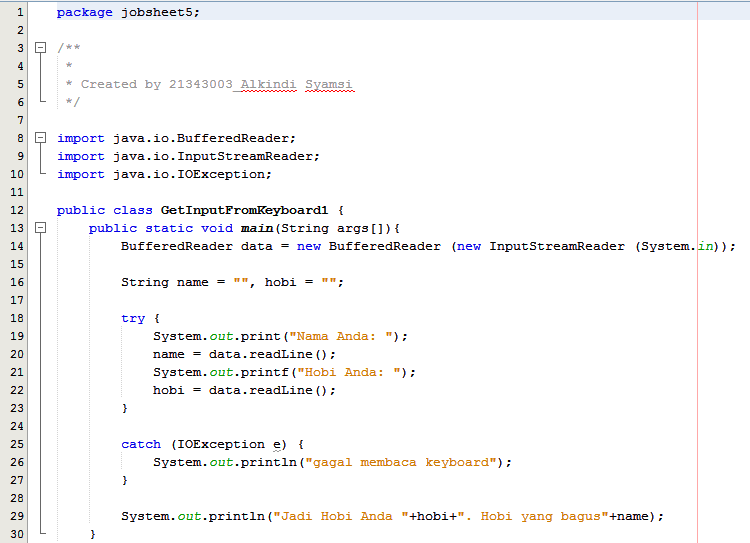 1 package jobsheet5;
2
3 /**
4 *
5 * Created by 21343003_Alkindi Syamsi
6 */
7
8 import java.io.BufferedReader;
9 import java.io.InputStreamReader;
10 import java.io.IOException;
11
12 public class GetInputFromKeyboard1 {
13 public static void main(String args[]){
14 BufferedReader data = new BufferedReader (new InputStreamReader (System.in));
15
16 String name = "", hobi = "";
17
18 try {
19 System.out.print("Nama Anda: ");
20 name = data.readLine();
21 System.out.printf("Hobi Anda: ");
22 hobi = data.readLine();
23 }
24
25 catch (IOException e) {
26 System.out.println("gagal membaca keyboard");
27 }
28
29 System.out.println("Jadi Hobi Anda "+hobi+". Hobi yang bagus"+name);
30 }